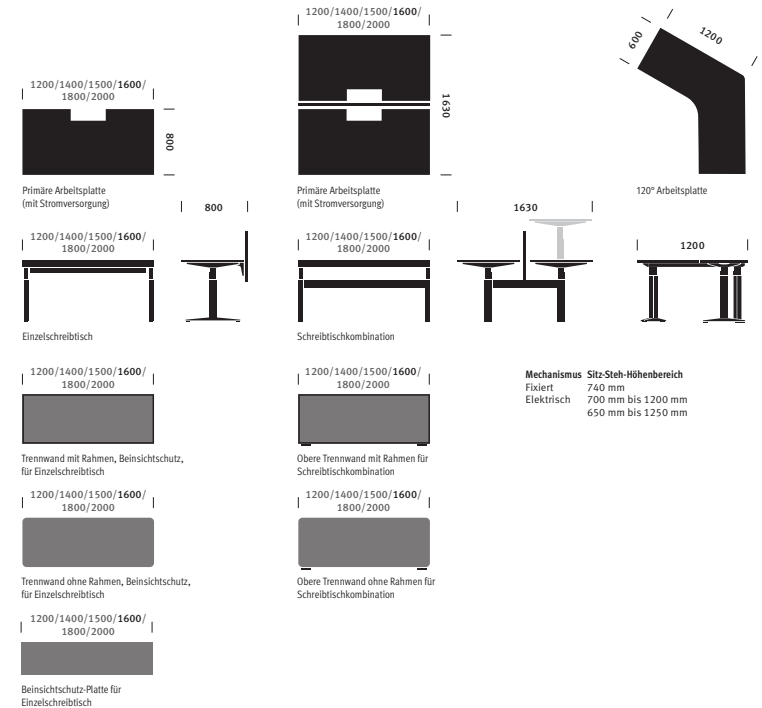 1200/1400/1500/1600/
1800/2000
800
Primäre Arbeitsplatte
(mit Stromversorgung)
1200/1400/1500/1600/
1800/2000
1630
Primäre Arbeitsplatte
(mit Stromversorgung)
600
1200
120° Arbeitsplatte
1200/1400/1500/1600/
1800/2000
800
Einzelschreibtisch
1200/1400/1500/1600/
1800/2000
1630
Schreibtischkombination
1200
1200/1400/1500/1600/
1800/2000
Trennwand mit Rahmen, Beinsichtschutz,
für Einzelschreibtisch
1200/1400/1500/1600/
1800/2000
Obere Trennwand mit Rahmen für
Schreibtischkombination
Mechanismus Sitz-Steh-Höhenbereich
Fixiert 740 mm
Elektrisch 700 mm bis 1200 mm
650 mm bis 1250 mm
1200/1400/1500/1600/
1800/2000
Trennwand ohne Rahmen, Beinsichtschutz,
für Einzelschreibtisch
1200/1400/1500/1600/
1800/2000
Obere Trennwand ohne Rahmen für
Schreibtischkombination
1200/1400/1500/1600/
1800/2000
Beinsichtschutz-Platte für
Einzelschreibtisch